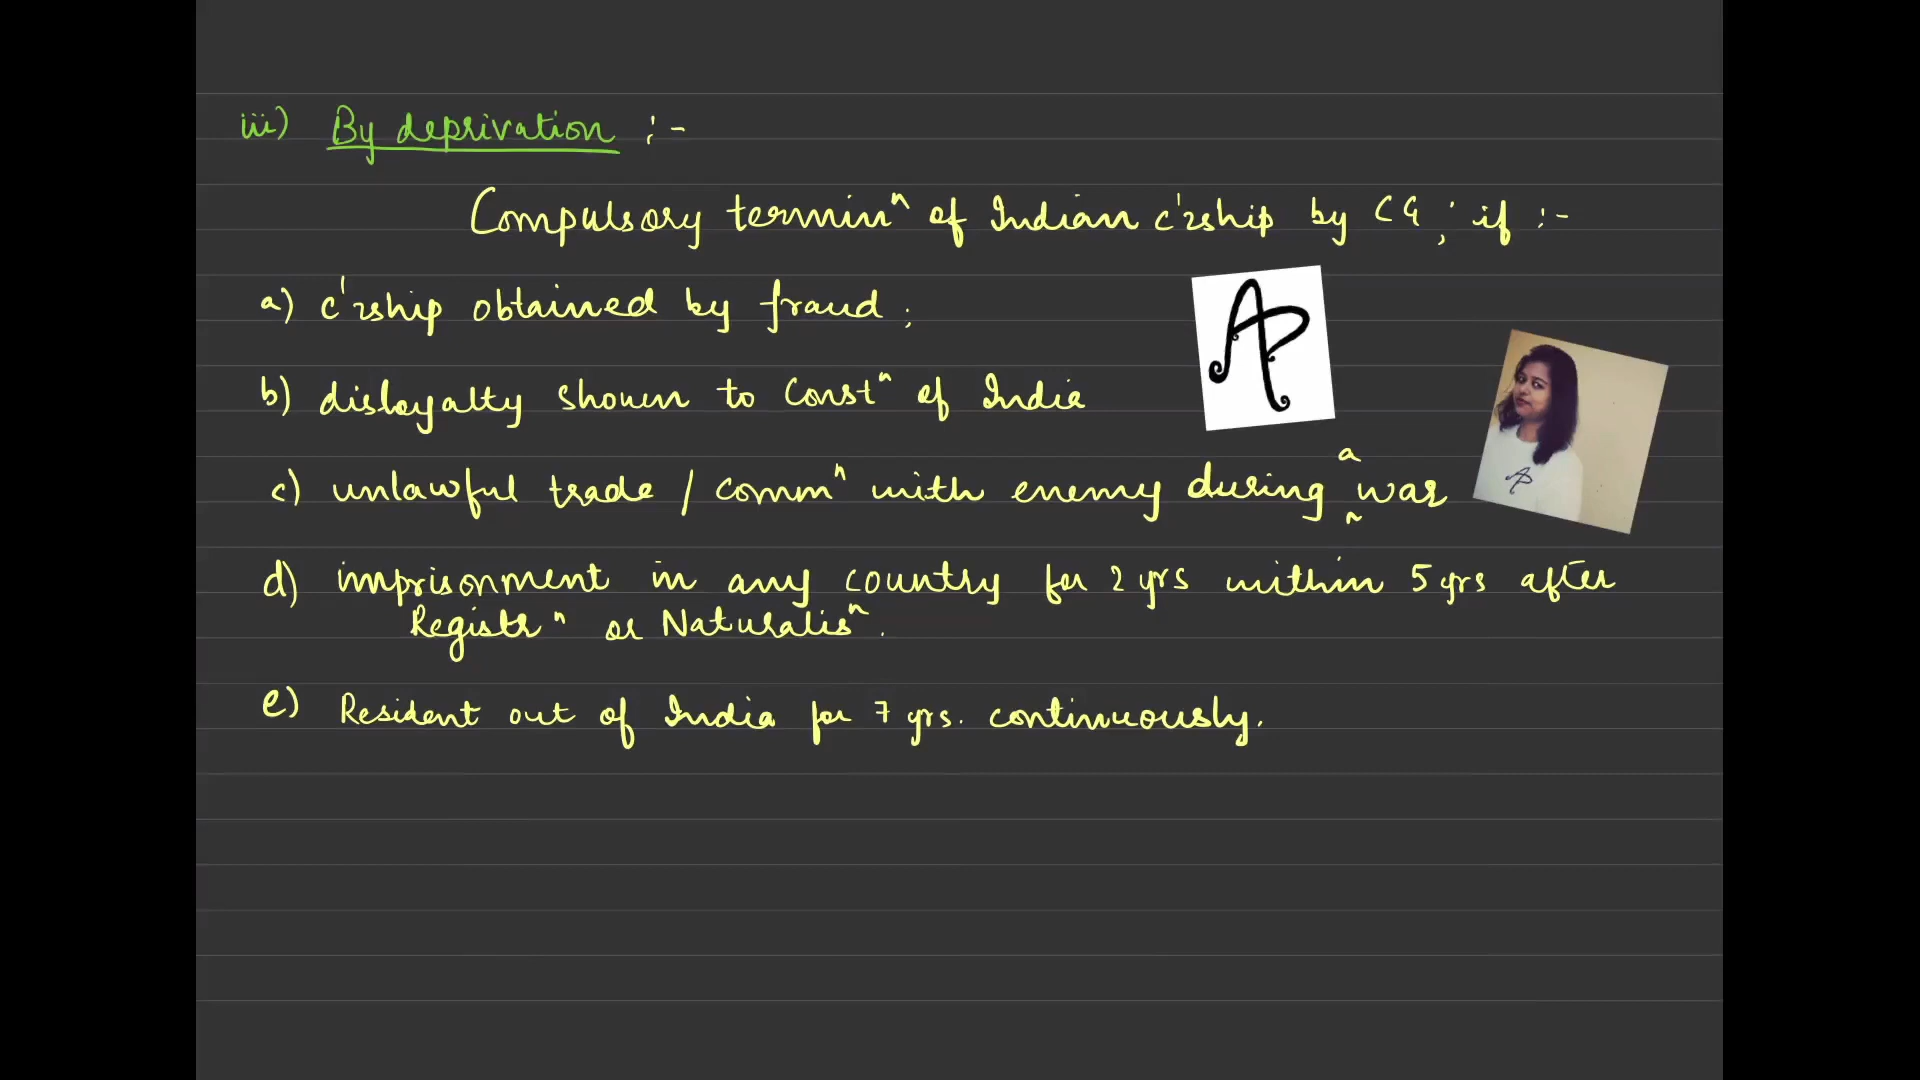 iii) By deprivation :-
Compulsory terminⁿ of Indian c'zship by CG ; if :-
a) c'zship obtained by fraud ;
AP
b) disloyalty shown to Constⁿ of India
c) unlawful trade / commⁿ with enemy during a war
AP
d) imprisonment in any country for 2 yrs within 5 yrs after
Registrⁿ or Naturalisⁿ.
e) Resident out of India for 7 yrs. continuously.